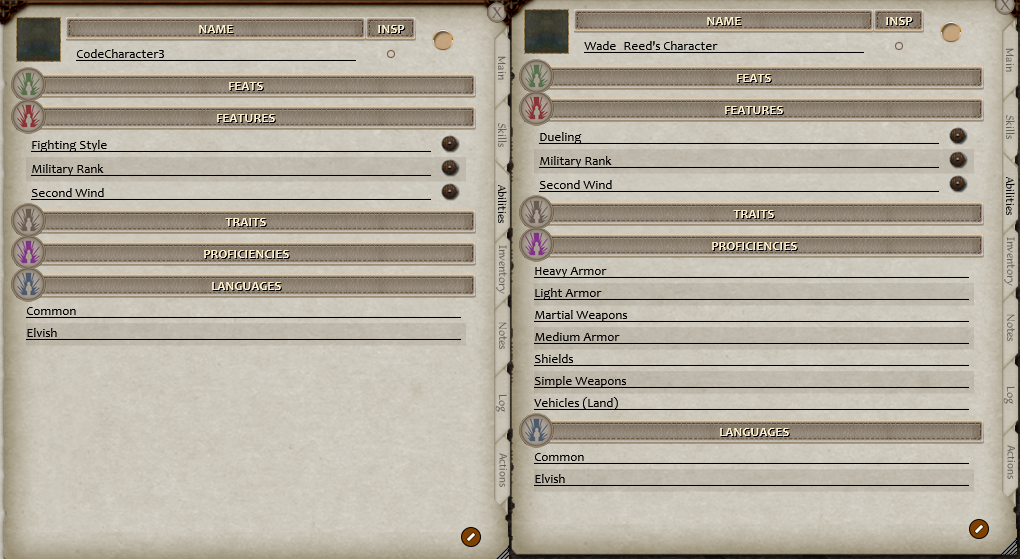 NAME
INSP
CodeCharacter3
FEATS
FEATURES
Fighting Style
Military Rank
Second Wind
TRAITS
PROFICIENCIES
LANGUAGES
Common
Elvish
Main
Skills
Abilities
Inventory
Notes
Log
Actions
NAME
INSP
Wade Reed's Character
FEATS
FEATURES
Dueling
Military Rank
Second Wind
TRAITS
PROFICIENCIES
Heavy Armor
Light Armor
Martial Weapons
Medium Armor
Shields
Simple Weapons
Vehicles (Land)
LANGUAGES
Common
Elvish
Main
Skills
Abilities
Inventory
Notes
Log
Actions